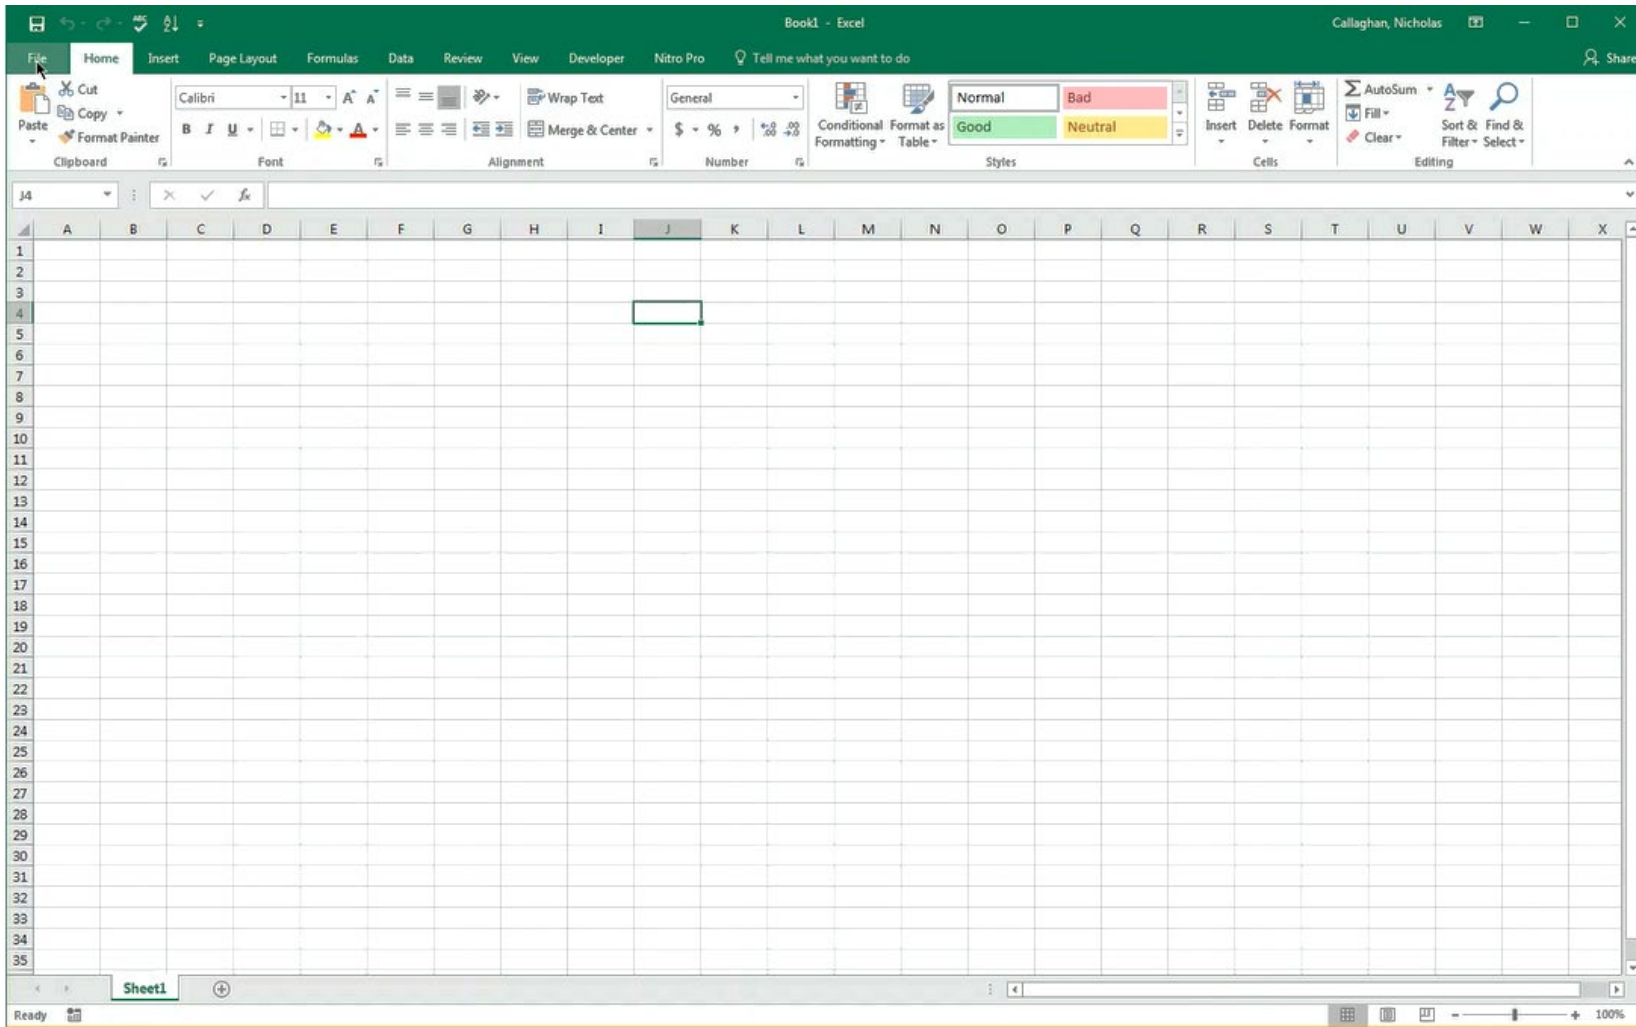 Book1 - Excel
Callaghan, Nicholas
File Home Insert Page Layout Formulas Data Review View Developer Nitro Pro Tell me what you want to do Share
Cut
Copy
Format Painter
Paste
Clipboard
Calibri 11
B I U
Font
Wrap Text
Merge & Center
Alignment
General
$ % ,
Number
Conditional Formatting
Format as Table
Normal Bad
Good Neutral
Styles
Insert Delete Format
Cells
AutoSum
Fill
Clear
Sort & Filter
Find & Select
Editing
J4
fx
A B C D E F G H I J K L M N O P Q R S T U V W X
1
2
3
4
5
6
7
8
9
10
11
12
13
14
15
16
17
18
19
20
21
22
23
24
25
26
27
28
29
30
31
32
33
34
35
Sheet1
Ready
100%